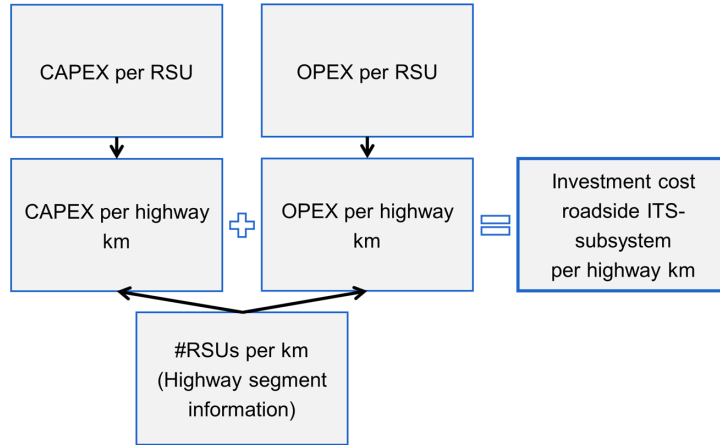 CAPEX per RSU
OPEX per RSU
CAPEX per highway
km
OPEX per highway
km
Investment cost
roadside ITS-
subsystem
per highway km
#RSUs per km
(Highway segment
information)